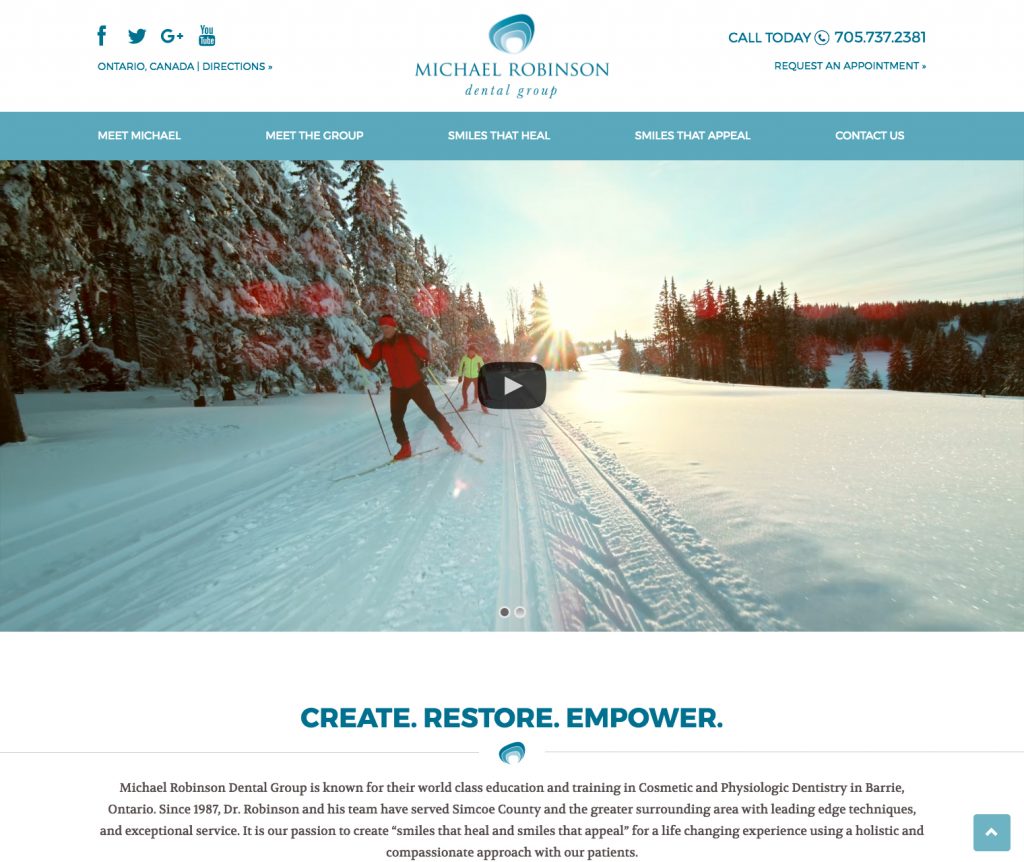 You
Tube
ONTARIO, CANADA | DIRECTIONS »
MICHAEL ROBINSON
dental group
CALL TODAY 705.737.2381
REQUEST AN APPOINTMENT »
MEET MICHAEL
MEET THE GROUP
SMILES THAT HEAL
SMILES THAT APPEAL
CONTACT US
CREATE. RESTORE. EMPOWER.
Michael Robinson Dental Group is known for their world class education and training in Cosmetic and Physiologic Dentistry in Barrie,
Ontario. Since 1987, Dr. Robinson and his team have served Simcoe County and the greater surrounding area with leading edge techniques,
and exceptional service. It is our passion to create “smiles that heal and smiles that appeal” for a life changing experience using a holistic and
compassionate approach with our patients.